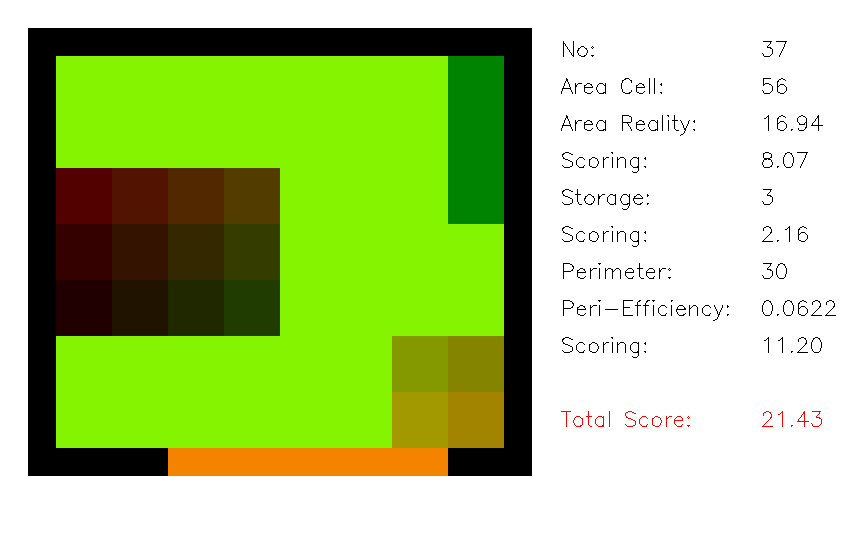 No: 37
Area Cell: 56
Area Reality: 16.94
Scoring: 8.07
Storage: 3
Scoring: 2.16
Perimeter: 30
Peri-Efficiency: 0.0622
Scoring: 11.20
Total Score: 21.43